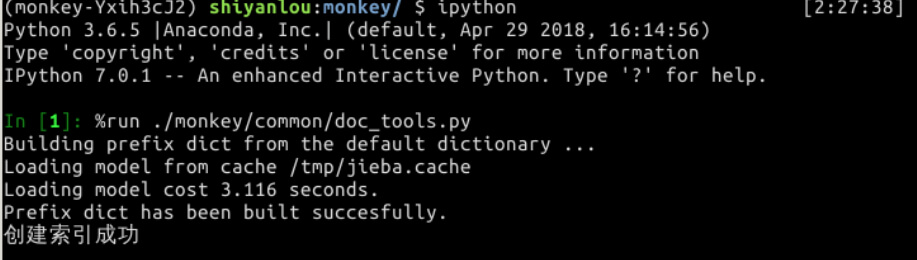 (monkey-Yxih3cJ2) shiyanlou:monkey/ $ ipython [2:27:38]
Python 3.6.5 |Anaconda, Inc.| (default, Apr 29 2018, 16:14:56)
Type 'copyright', 'credits' or 'license' for more information
IPython 7.0.1 -- An enhanced Interactive Python. Type '?' for help.
In [1]: %run ./monkey/common/doc_tools.py
Building prefix dict from the default dictionary ...
Loading model from cache /tmp/jieba.cache
Loading model cost 3.116 seconds.
Prefix dict has been built succesfully.
创建索引成功